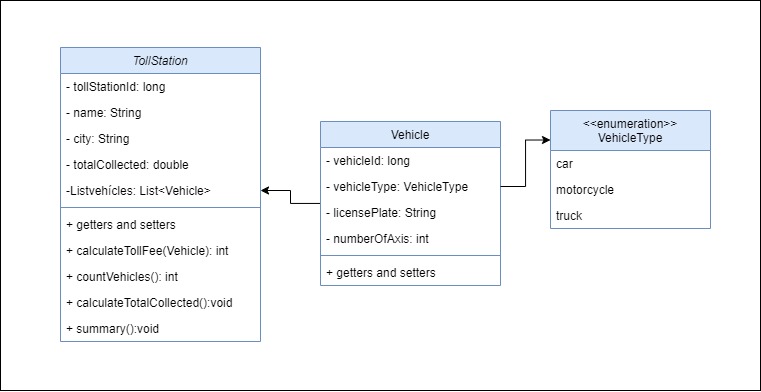 TollStation
- tollStationId: long
- name: String
- city: String
- totalCollected: double
-Listvehícles: List<Vehicle>
+ getters and setters
+ calculateTollFee(Vehicle): int
+ countVehicles(): int
+ calculateTotalCollected():void
+ summary():void
Vehicle
- vehicleId: long
- vehicleType: VehicleType
- licensePlate: String
- numberOfAxis: int
+ getters and setters
<<enumeration>>
VehicleType
car
motorcycle
truck